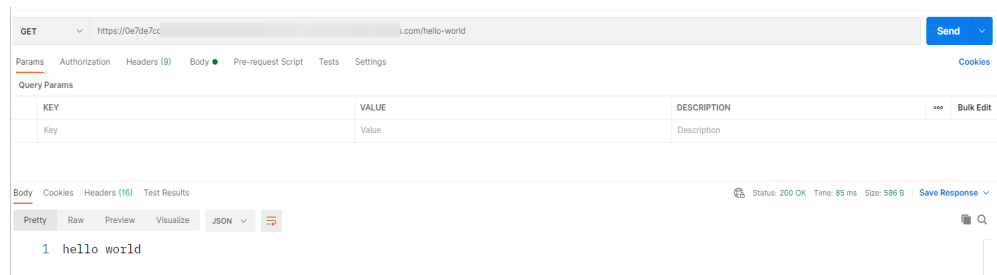 GET https://0e7de7cc s.com/hello-world Send
Params Authorization Headers (9) Body Pre-request Script Tests Settings Cookies
Query Params
KEY VALUE DESCRIPTION ooo Bulk Edit
Key Value Description
Body Cookies Headers (16) Test Results Status: 200 OK Time: 85 ms Size: 586 B Save Response
Pretty Raw Preview Visualize JSON
1 hello world